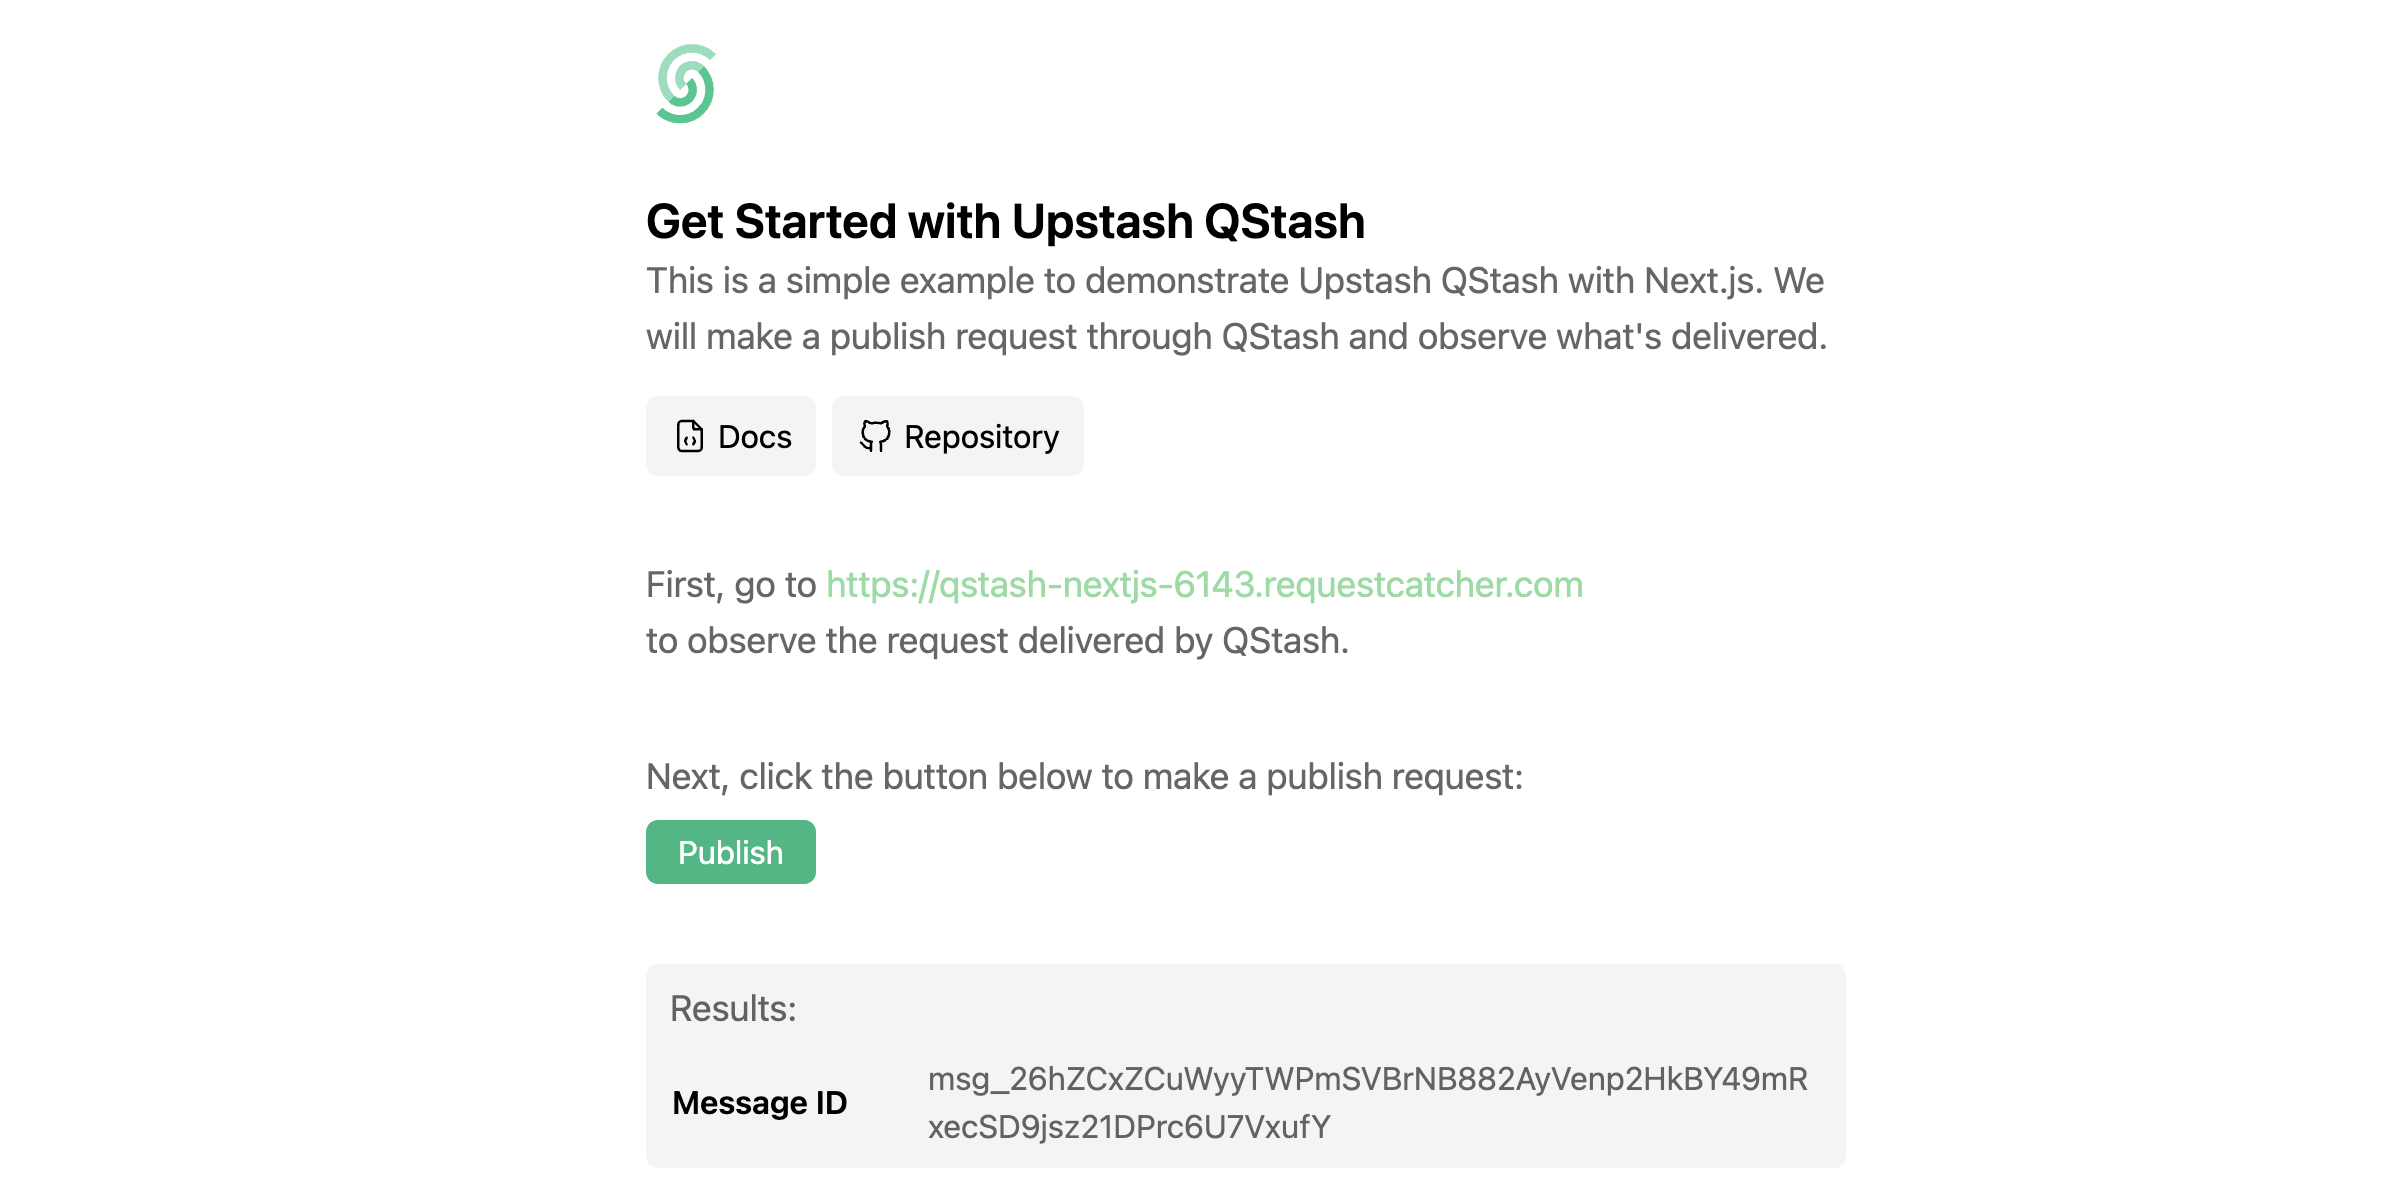 Get Started with Upstash QStash
This is a simple example to demonstrate Upstash QStash with Next.js. We
will make a publish request through QStash and observe what's delivered.
Docs
Repository
First, go to https://qstash-nextjs-6143.requestcatcher.com
to observe the request delivered by QStash.
Next, click the button below to make a publish request:
Publish
Results:
Message ID
msg_26hZCxZCuWyyTWPmSVBrNB882AyVenp2HkBY49mR
xecSD9jsz21DPrc6U7VxufY